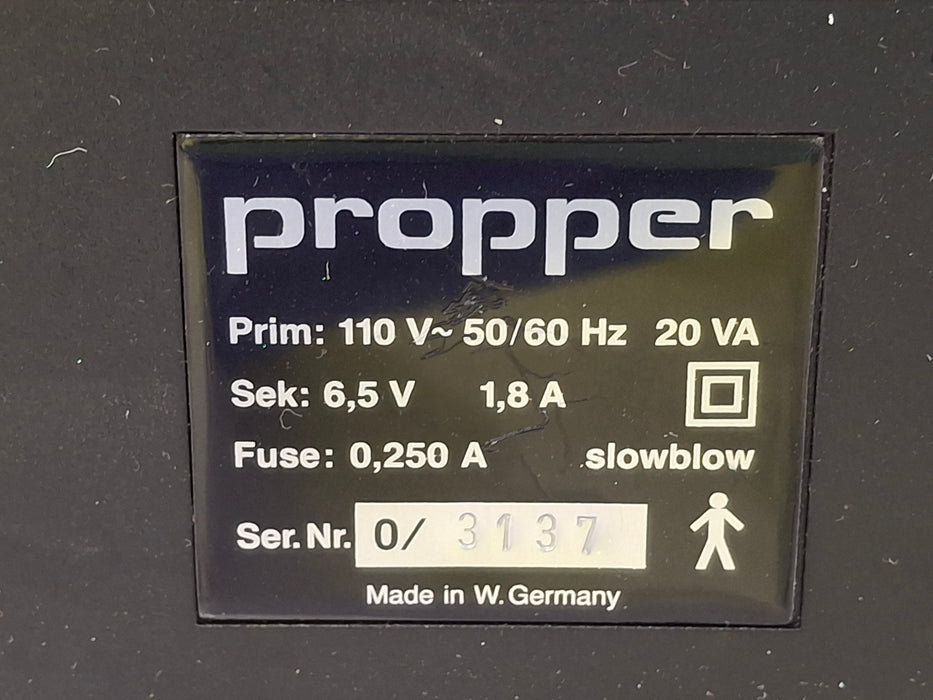 propper
Prim: 110 V~ 50/60 Hz 20 VA
Sek: 6,5 V 1,8 A
Fuse: 0,250 A slowblow
Ser. Nr. 0/ 3137
Made in W. Germany